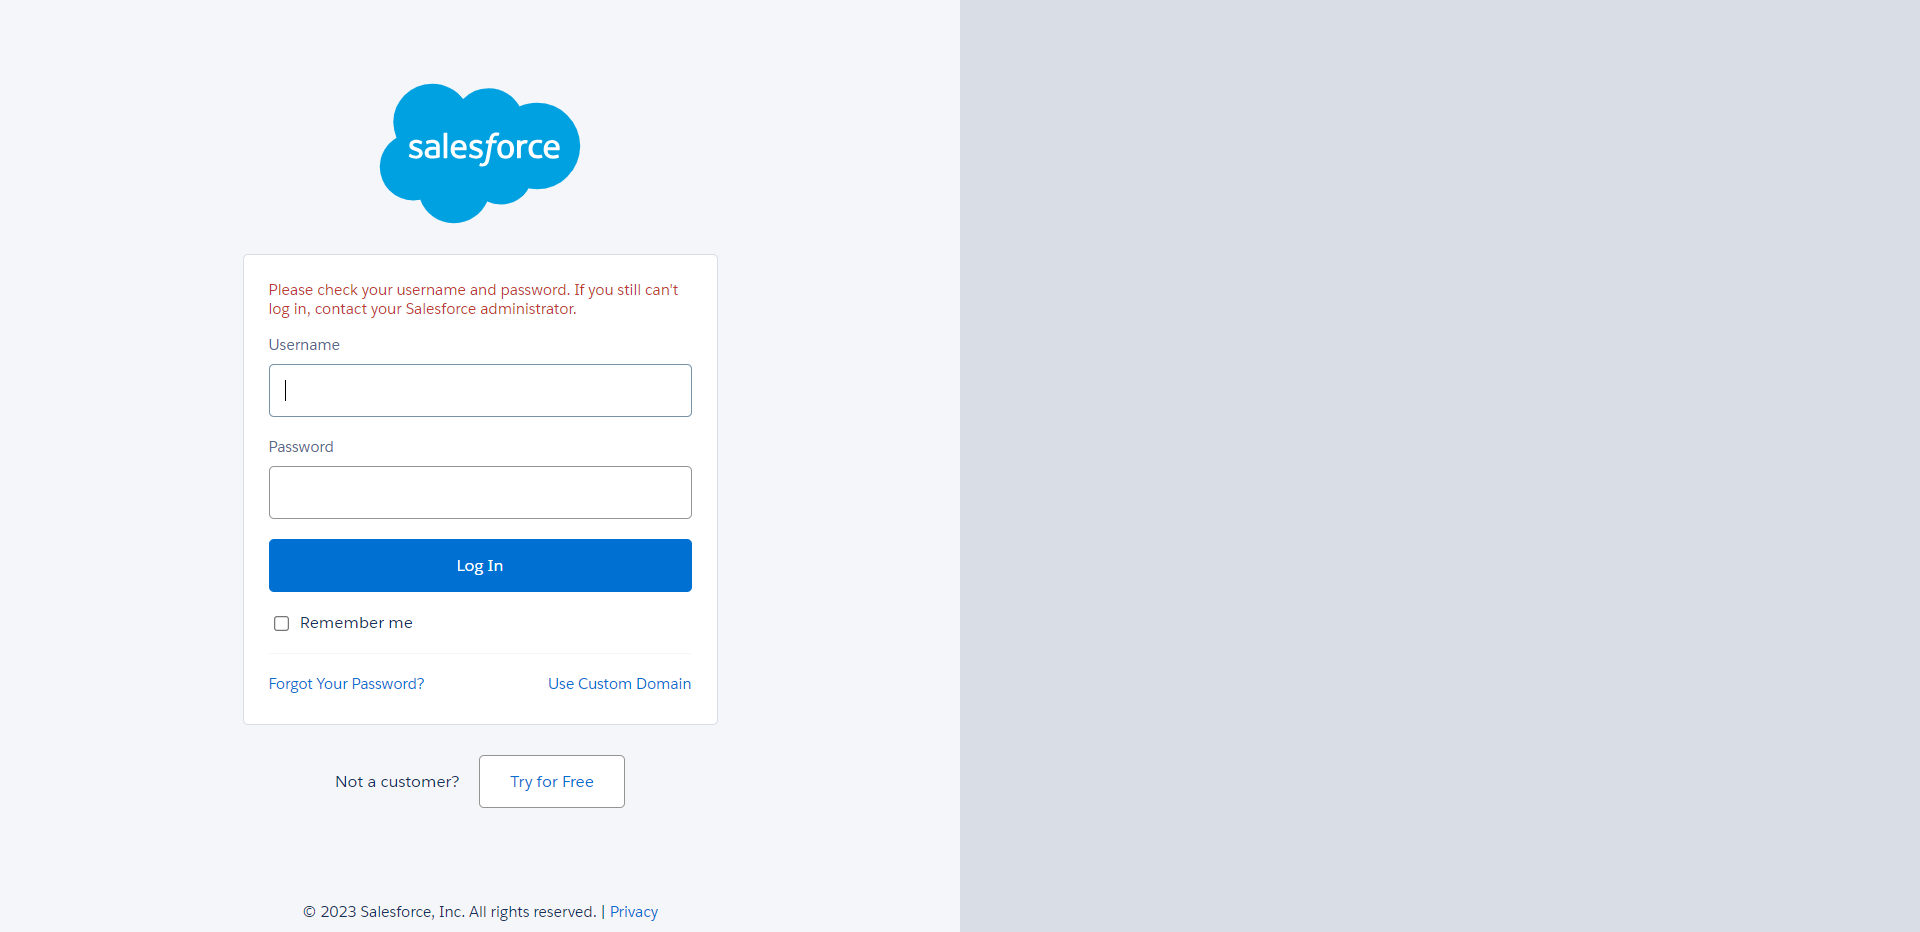 salesforce
Please check your username and password. If you still can't
log in, contact your Salesforce administrator.
Username
Password
Log In
Remember me
Forgot Your Password? Use Custom Domain
Not a customer? Try for Free
© 2023 Salesforce, Inc. All rights reserved. | Privacy